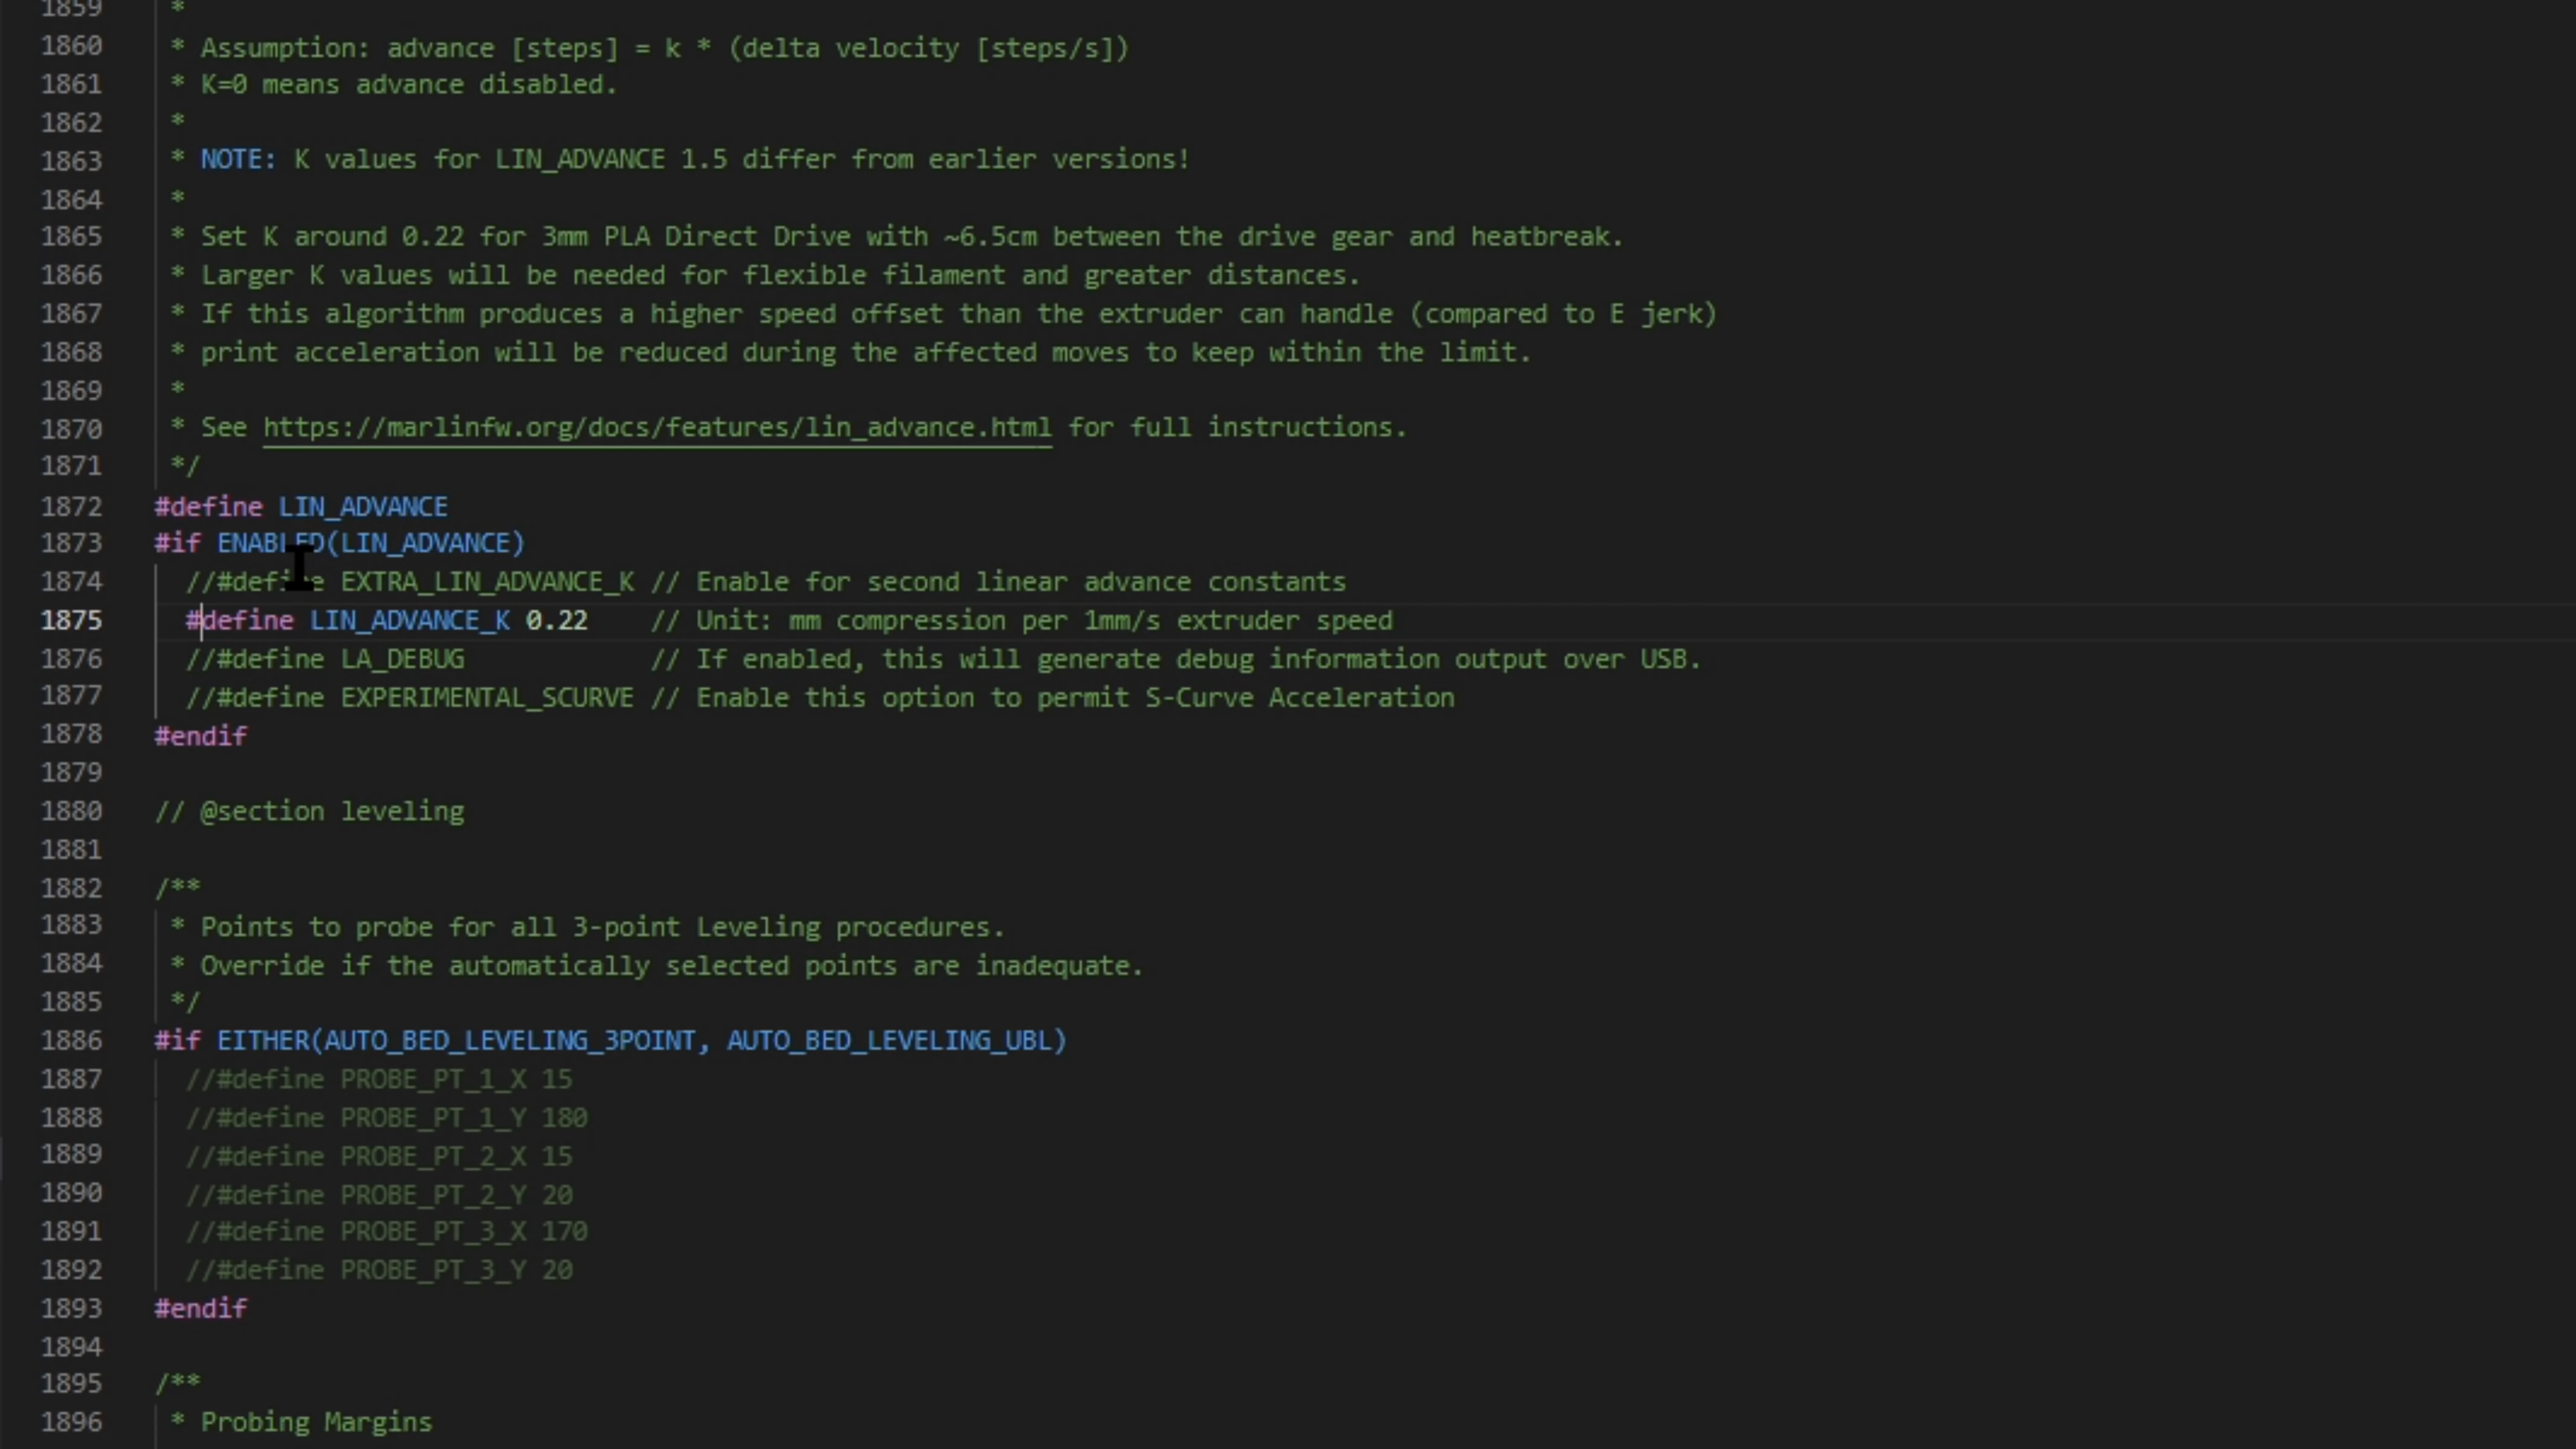 1859 *
1860 * Assumption: advance [steps] = k * (delta velocity [steps/s])
1861 * K=0 means advance disabled.
1862 *
1863 * NOTE: K values for LIN_ADVANCE 1.5 differ from earlier versions!
1864 *
1865 * Set K around 0.22 for 3mm PLA Direct Drive with ~6.5cm between the drive gear and heatbreak.
1866 * Larger K values will be needed for flexible filament and greater distances.
1867 * If this algorithm produces a higher speed offset than the extruder can handle (compared to E jerk)
1868 * print acceleration will be reduced during the affected moves to keep within the limit.
1869 *
1870 * See https://marlinfw.org/docs/features/lin_advance.html for full instructions.
1871 */
1872 #define LIN_ADVANCE
1873 #if ENABLED(LIN_ADVANCE)
1874 //#define EXTRA_LIN_ADVANCE_K // Enable for second linear advance constants
1875 #define LIN_ADVANCE_K 0.22 // Unit: mm compression per 1mm/s extruder speed
1876 //#define LA_DEBUG // If enabled, this will generate debug information output over USB.
1877 //#define EXPERIMENTAL_SCURVE // Enable this option to permit S-Curve Acceleration
1878 #endif
1879
1880 // @section leveling
1881
1882 /**
1883 * Points to probe for all 3-point Leveling procedures.
1884 * Override if the automatically selected points are inadequate.
1885 */
1886 #if EITHER(AUTO_BED_LEVELING_3POINT, AUTO_BED_LEVELING_UBL)
1887 //#define PROBE_PT_1_X 15
1888 //#define PROBE_PT_1_Y 180
1889 //#define PROBE_PT_2_X 15
1890 //#define PROBE_PT_2_Y 20
1891 //#define PROBE_PT_3_X 170
1892 //#define PROBE_PT_3_Y 20
1893 #endif
1894
1895 /**
1896 * Probing Margins